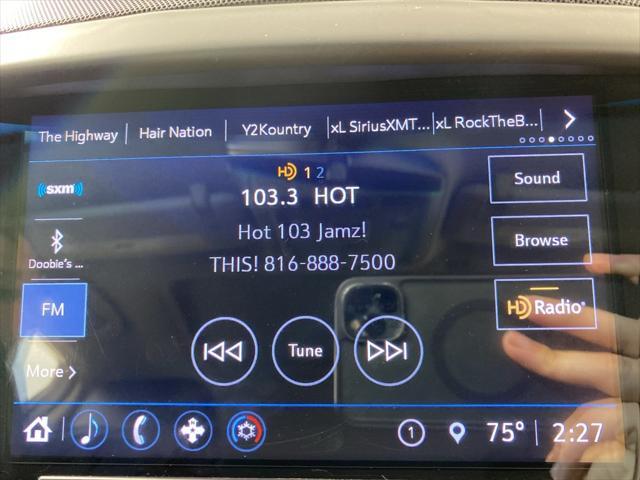 The Highway
Hair Nation
Y2Kountry
xL SiriusXMT...
xL RockTheB...
((sxm))
HD 1 2
103.3 HOT
Sound
Hot 103 Jamz!
THIS! 816-888-7500
Browse
Doobie's ...
FM
HD Radio®
Tune
More >
1
75° 2:27